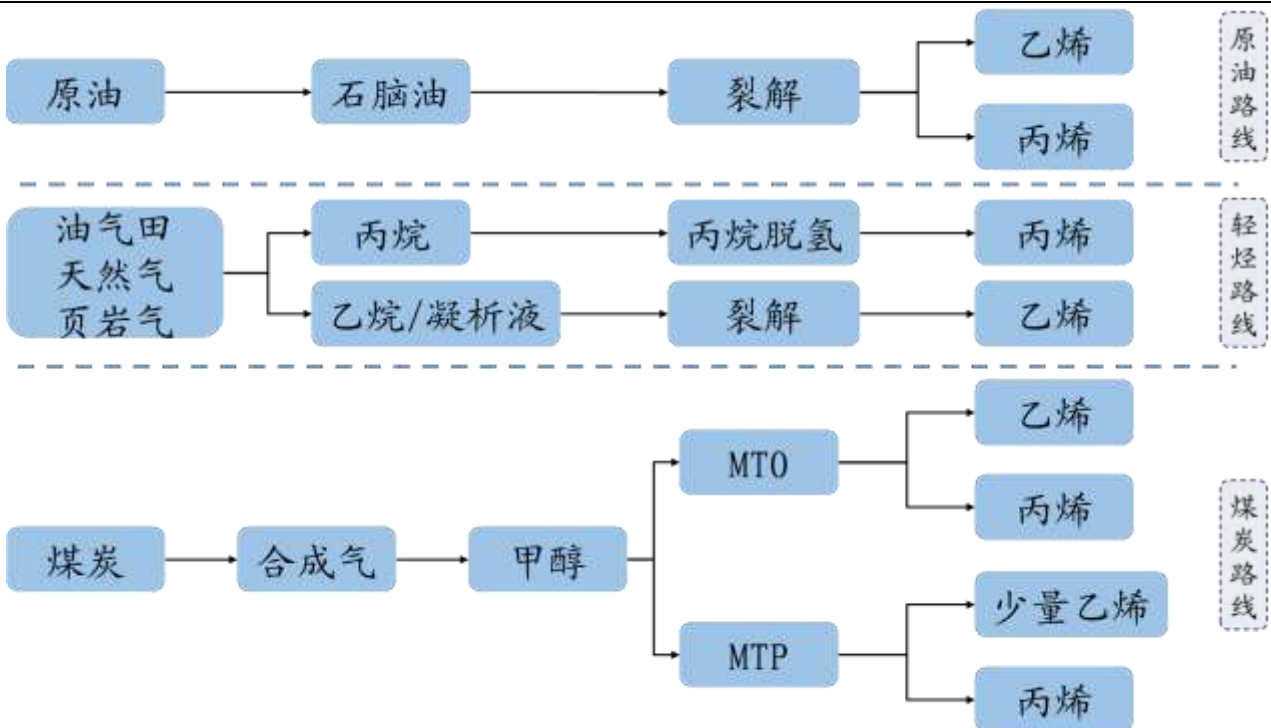 原油
石脑油
裂解
乙烯
丙烯
原油路线
油气田
天然气
页岩气
丙烷
丙烷脱氢
丙烯
乙烷/凝析液
裂解
乙烯
轻烃路线
煤炭
合成气
甲醇
MTO
乙烯
丙烯
MTP
少量乙烯
丙烯
煤炭路线